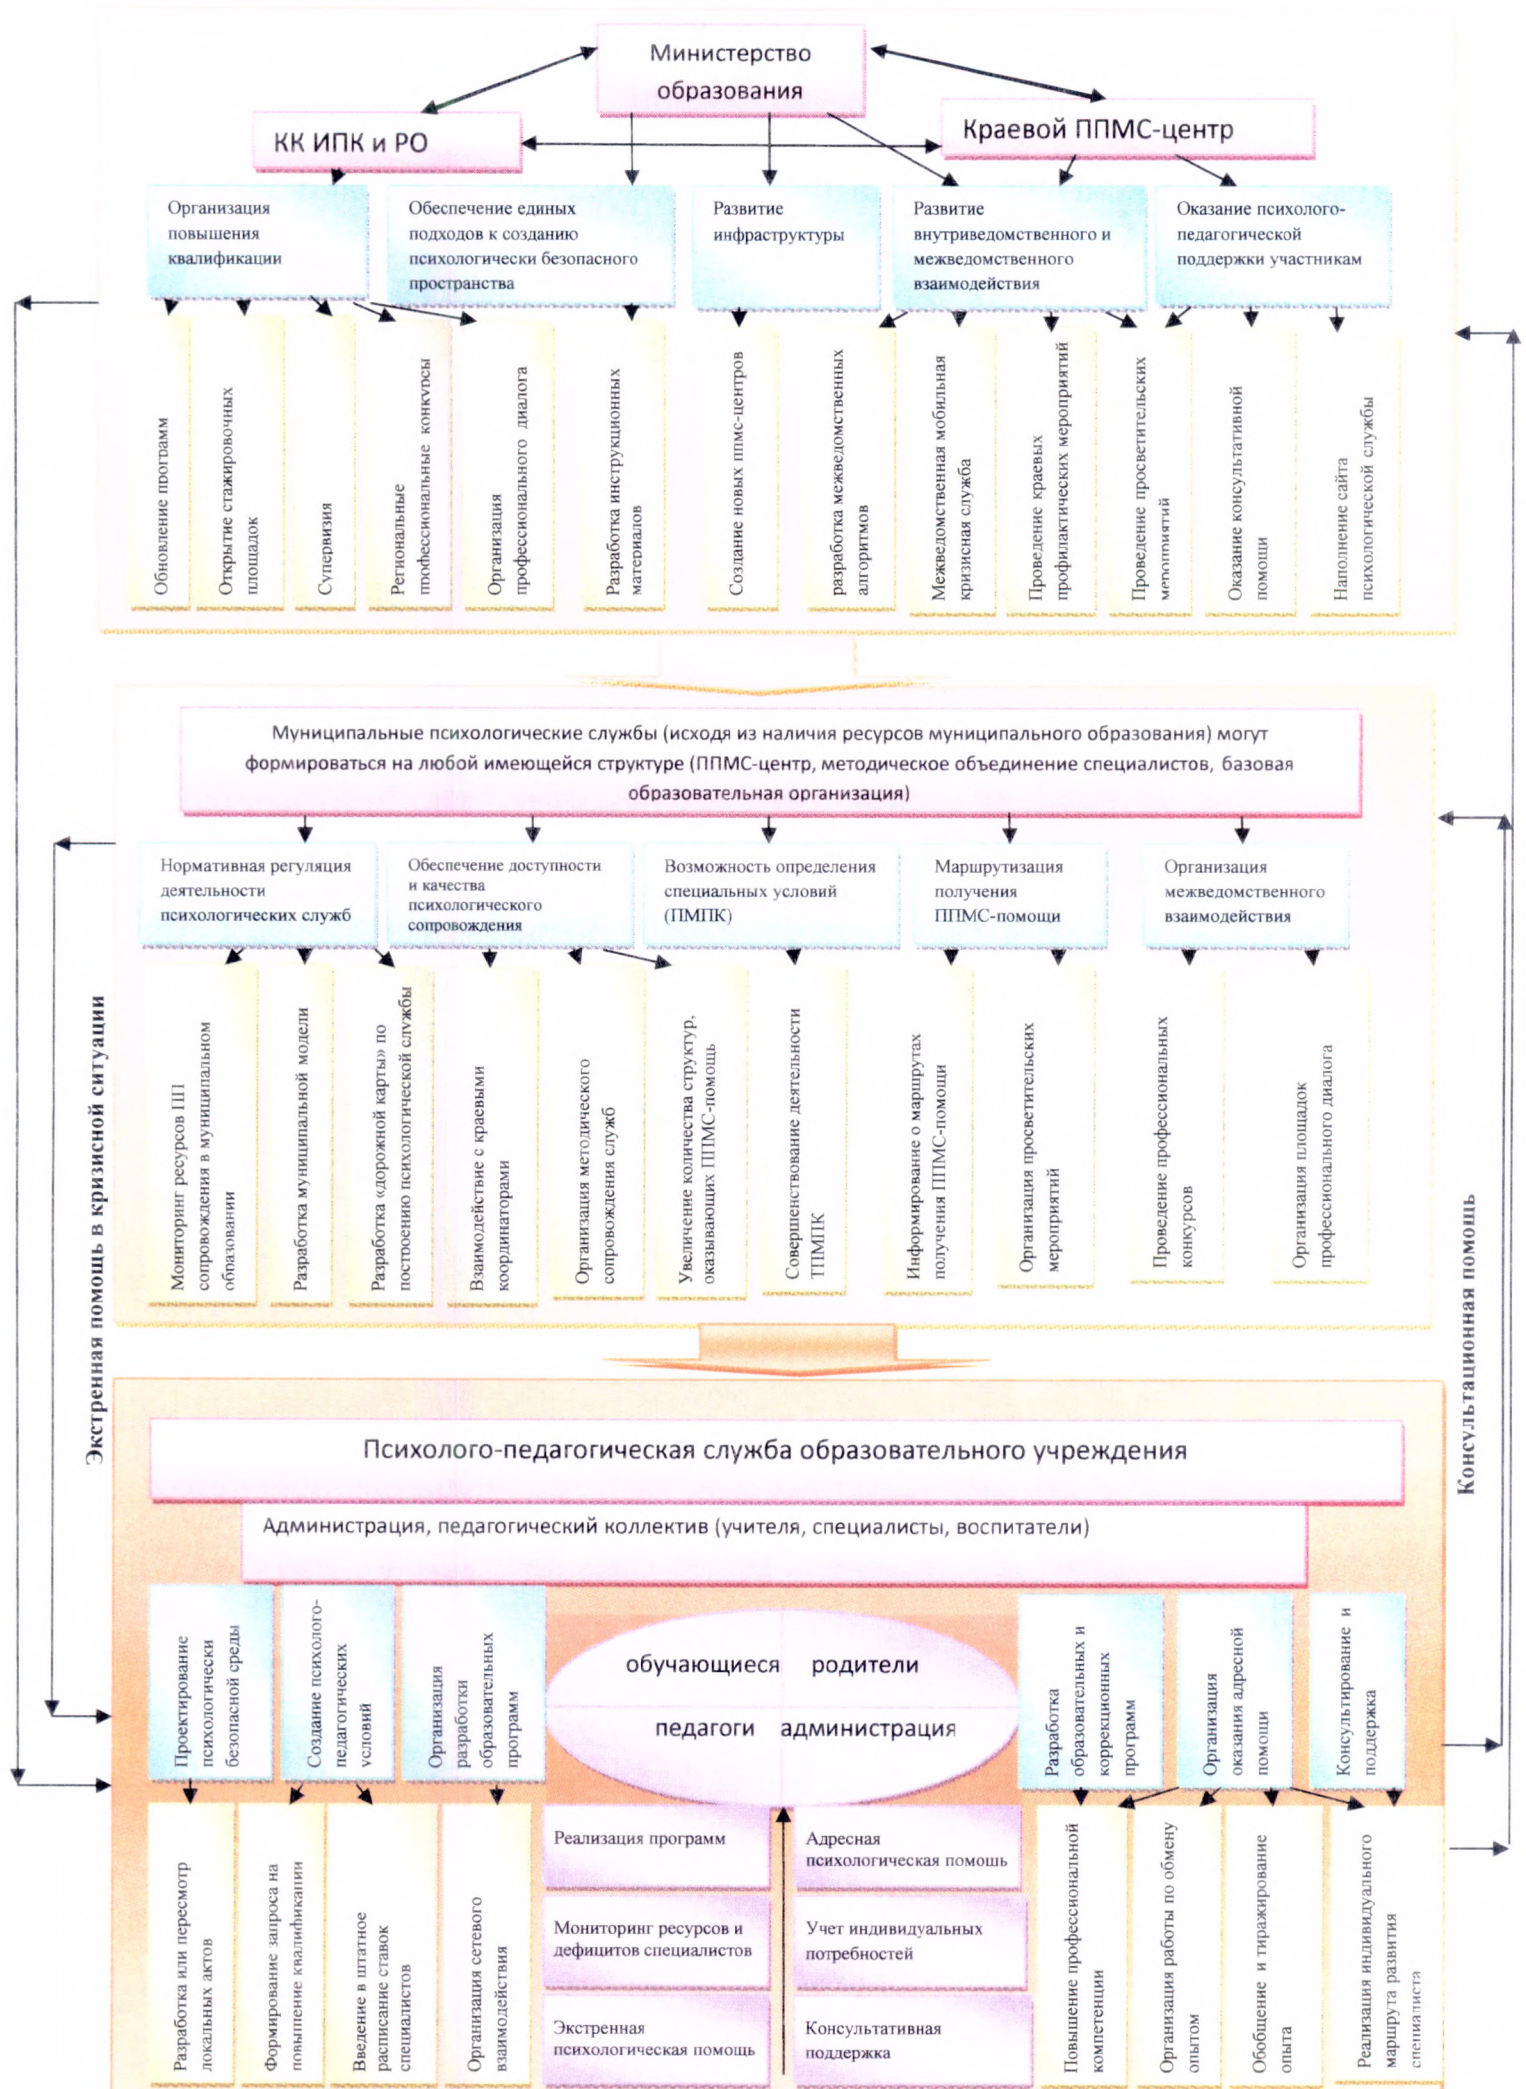 Министерство
образования
КК ИПК и РО
Краевой ППМС-центр
Организация
повышения
квалификации
Обеспечение единых
подходов к созданию
психологически безопасного
пространства
Развитие
инфраструктуры
Развитие
внутриведомственного и
межведомственного
взаимодействия
Оказание психолого-
педагогической
поддержки участникам
Обновление программ
Открытие стажировочных
площадок
Супервизия
Региональные
профессиональные конкурсы
Организация
профессионального диалога
Разработка инструкционных
материалов
Создание новых ппмс-центров
разработка межведомственных
алгоритмов
Межведомственная мобильная
кризисная служба
Проведение краевых
профилактических мероприятий
Проведение просветительских
мероприятий
Оказание консультативной
помощи
Наполнение сайта
психологической службы
Муниципальные психологические службы (исходя из наличия ресурсов муниципального образования) могут
формироваться на любой имеющейся структуре (ППМС-центр, методическое объединение специалистов, базовая
образовательная организация)
Нормативная регуляция
деятельности
психологических служб
Обеспечение доступности
и качества
психологического
сопровождения
Возможность определения
специальных условий
(ПМПК)
Маршрутизация
получения
ППМС-помощи
Организация
межведомственного
взаимодействия
Мониторинг ресурсов ПП
сопровождения в муниципальном
образовании
Разработка муниципальной модели
Разработка «дорожной карты» по
построению психологической службы
Взаимодействие с краевыми
координаторами
Организация методического
сопровождения служб
Увеличение количества структур,
оказывающих ППМС-помощь
Совершенствование деятельности
ТПМПК
Информирование о маршрутах
получения ППМС-помощи
Организация просветительских
мероприятий
Проведение профессиональных
конкурсов
Организация площадок
профессионального диалога
Экстренная помощь в кризисной ситуации
Консультационная помощь
Психолого-педагогическая служба образовательного учреждения
Администрация, педагогический коллектив (учителя, специалисты, воспитатели)
Проектирование
психологически
безопасной среды
Создание психолого-
педагогических
условий
Организация
разработки
образовательных
программ
обучающиеся родители
педагоги администрация
Разработка
образовательных и
коррекционных
программ
Организация
оказания адресной
помощи
Консультирование и
поддержка
Разработка или пересмотр
локальных актов
Формирование запроса на
повышение квалификации
Введение в штатное
расписание ставок
специалистов
Организация сетевого
взаимодействия
Реализация программ
Адресная
психологическая помощь
Мониторинг ресурсов и
дефицитов специалистов
Учет индивидуальных
потребностей
Экстренная
психологическая помощь
Консультативная
поддержка
Повышение профессиональной
компетенции
Организация работы по обмену
опытом
Обобщение и тиражирование
опыта
Реализация индивидуального
маршрута развития
специалиста